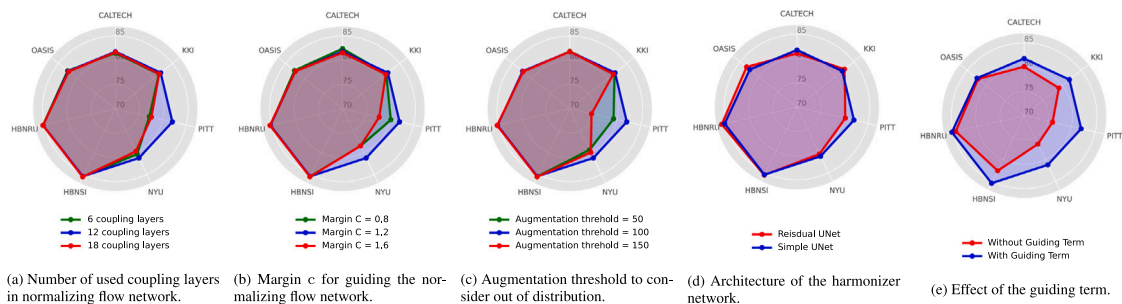 CALTECH
85
OASIS
KKI
75
70
HBNRU
PITT
HBNSI
NYU
6 coupling layers
12 coupling layers
18 coupling layers
(a) Number of used coupling layers
in normalizing flow network.
CALTECH
85
OASIS
KKI
75
70
HBNRU
PITT
HBNSI
NYU
Margin C = 0,8
Margin C = 1,2
Margin C = 1,6
(b) Margin c for guiding the nor-
malizing flow network.
CALTECH
85
OASIS
KKI
75
70
HBNRU
PITT
HBNSI
NYU
Augmentation threhold = 50
Augmentation threhold = 100
Augmentation threhold = 150
(c) Augmentation threshold to con-
sider out of distribution.
CALTECH
85
OASIS
KKI
75
70
HBNRU
PITT
HBNSI
NYU
Reisdual UNet
Simple UNet
(d) Architecture of the harmonizer
network.
CALTECH
85
80
OASIS
KKI
75
70
HBNRU
PITT
HBNSI
NYU
Without Guiding Term
With Guiding Term
(e) Effect of the guiding term.